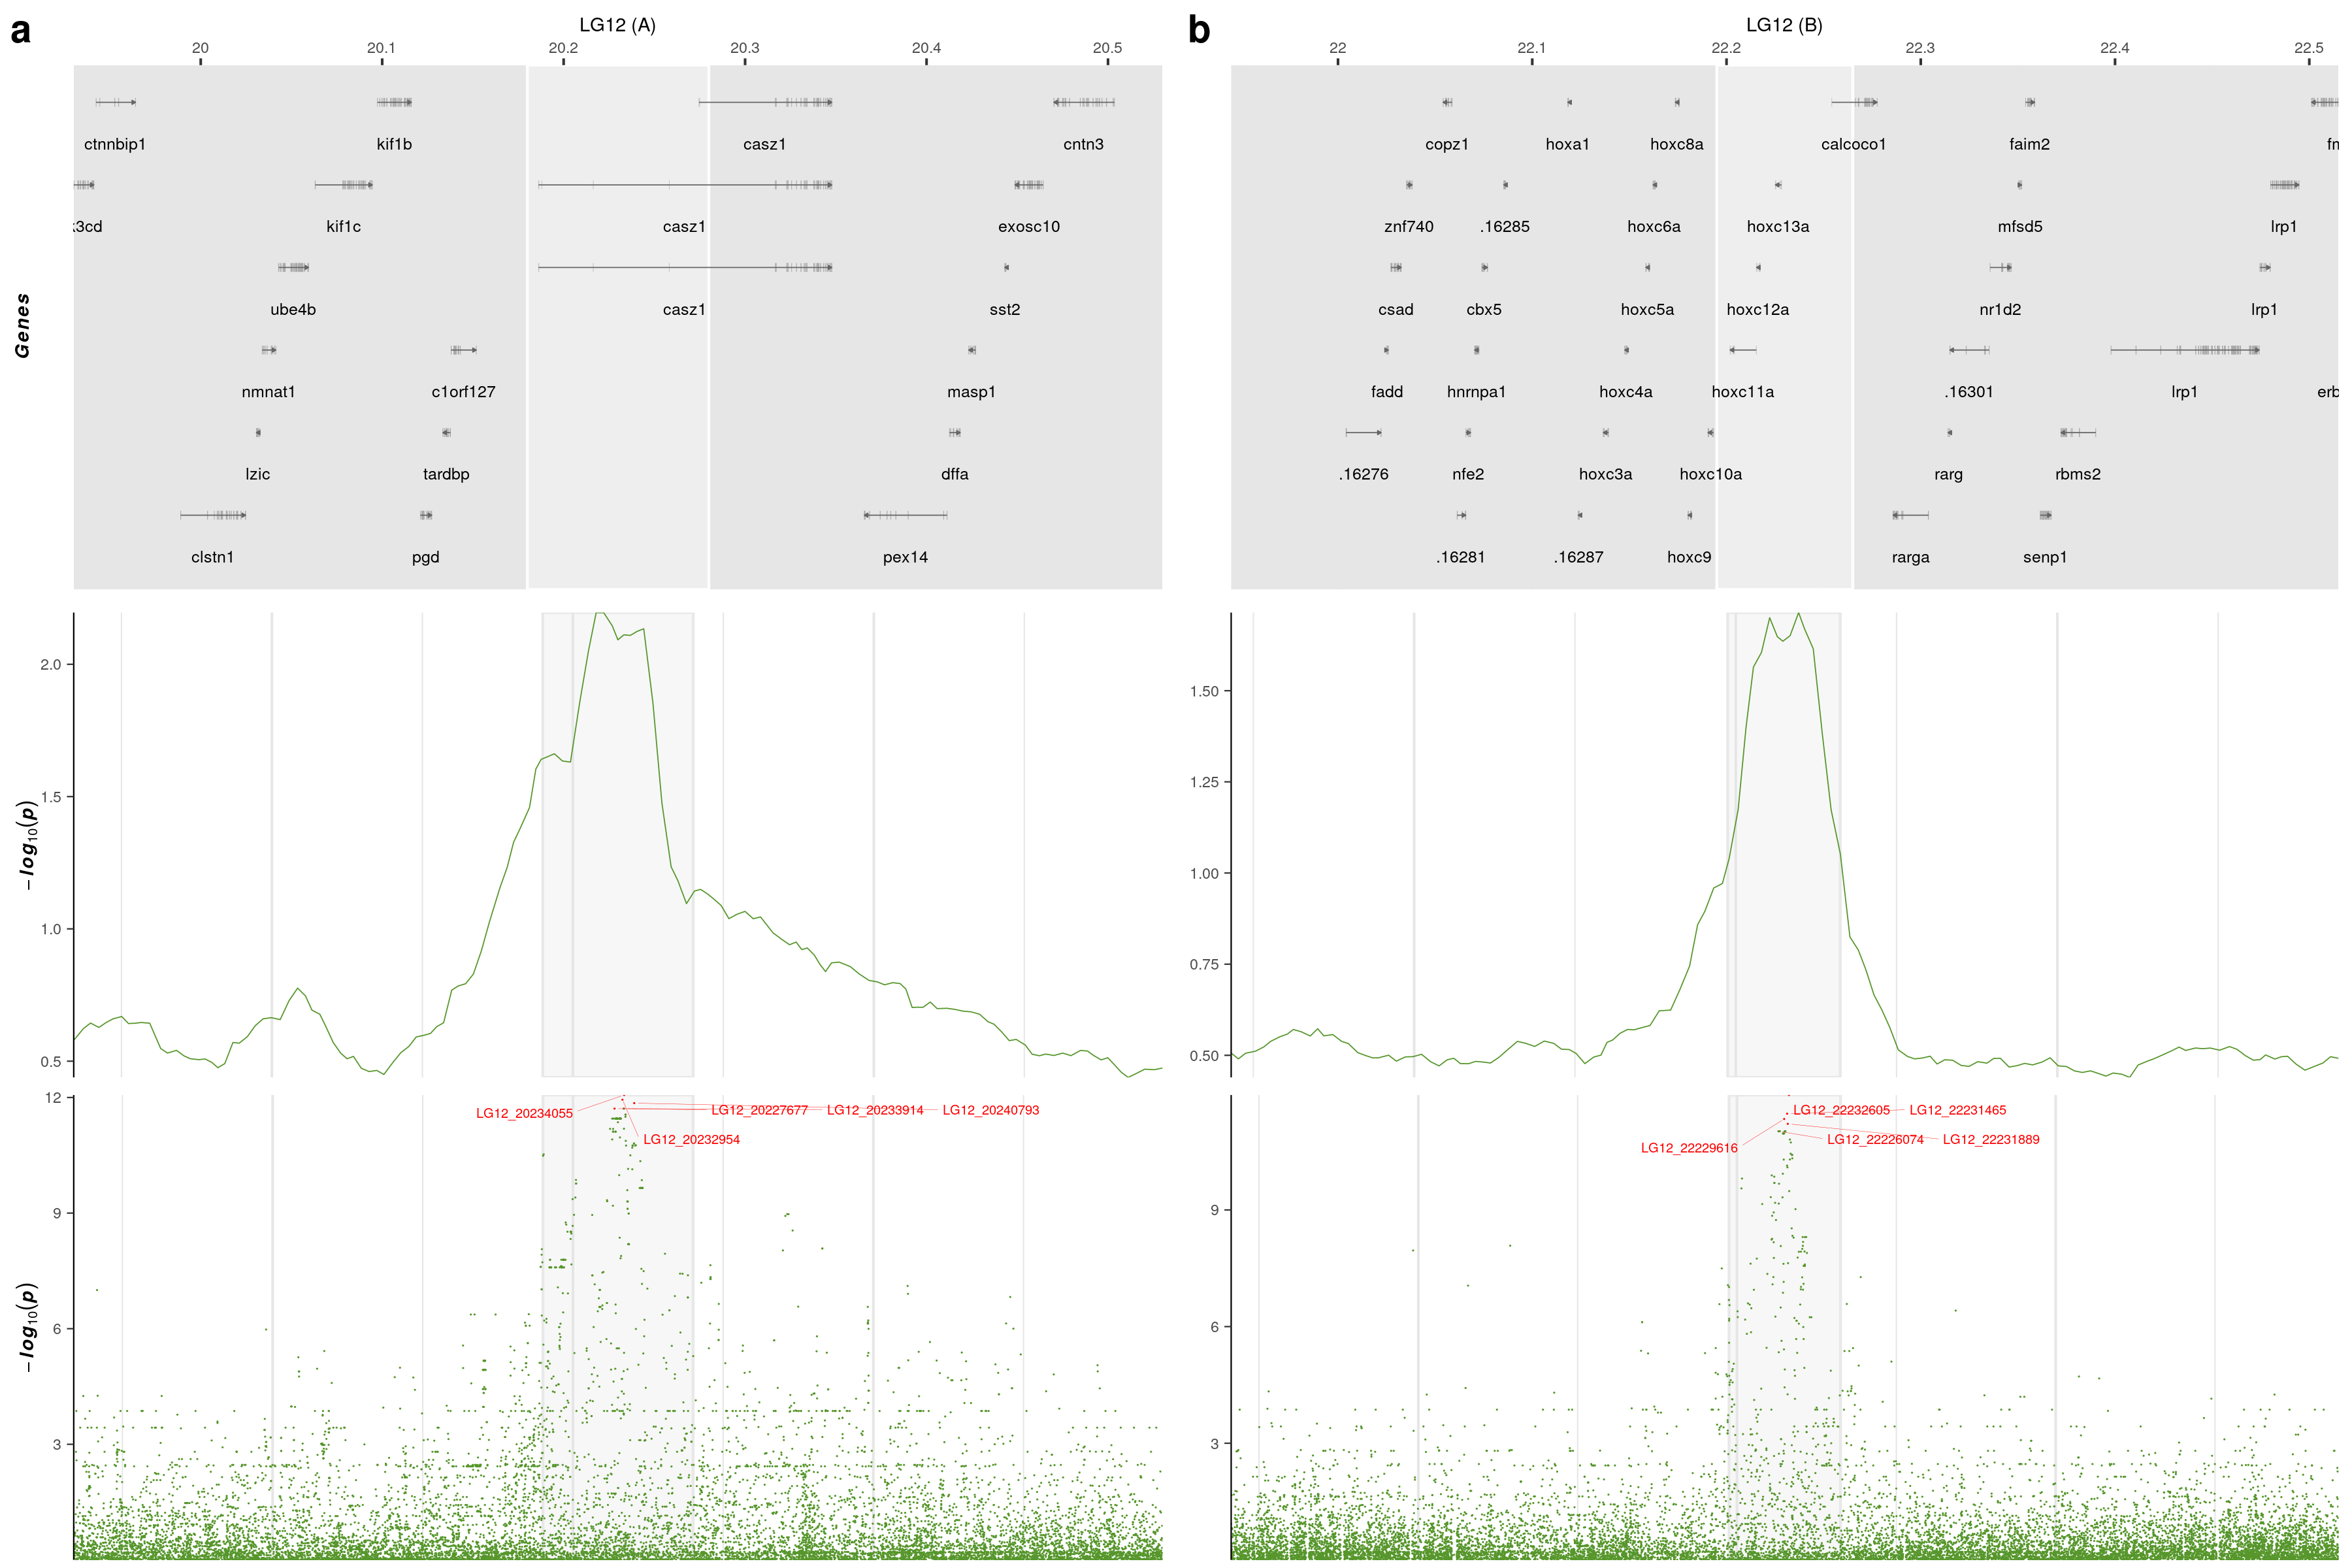 a
LG12 (A)
20 20.1 20.2 20.3 20.4 20.5
Genes
ctnnbip1 kif1b casz1 cntn3
k3cd kif1c casz1 exosc10
ube4b casz1 sst2
nmnat1 c1orf127 masp1
lzic tardbp dffa
clstn1 pgd pex14
−log10(p)
2.0
1.5
1.0
0.5
−log10(p)
12
9
6
3
LG12_20234055 LG12_20227677 LG12_20233914 LG12_20240793
LG12_20232954
b
LG12 (B)
22 22.1 22.2 22.3 22.4 22.5
copz1 hoxa1 hoxc8a calcoco1 faim2
znf740 .16285 hoxc6a hoxc13a mfsd5 lrp1
csad cbx5 hoxc5a hoxc12a nr1d2 lrp1
fadd hnrnpa1 hoxc4a hoxc11a .16301 lrp1 erb
.16276 nfe2 hoxc3a hoxc10a rarg rbms2
.16281 .16287 hoxc9 rarga senp1
1.50
1.25
1.00
0.75
0.50
9
6
3
LG12_22232605 LG12_22231465
LG12_22229616 LG12_22226074 LG12_22231889